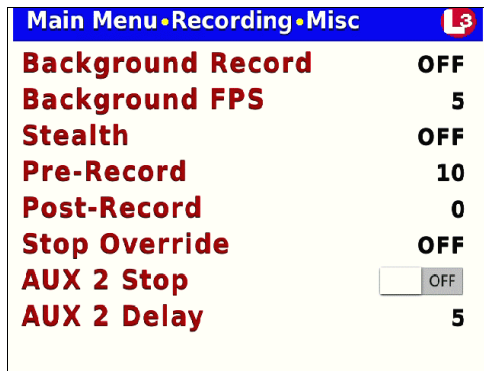 Main Menu•Recording•Misc L3
Background Record OFF
Background FPS 5
Stealth OFF
Pre-Record 10
Post-Record 0
Stop Override OFF
AUX 2 Stop OFF
AUX 2 Delay 5